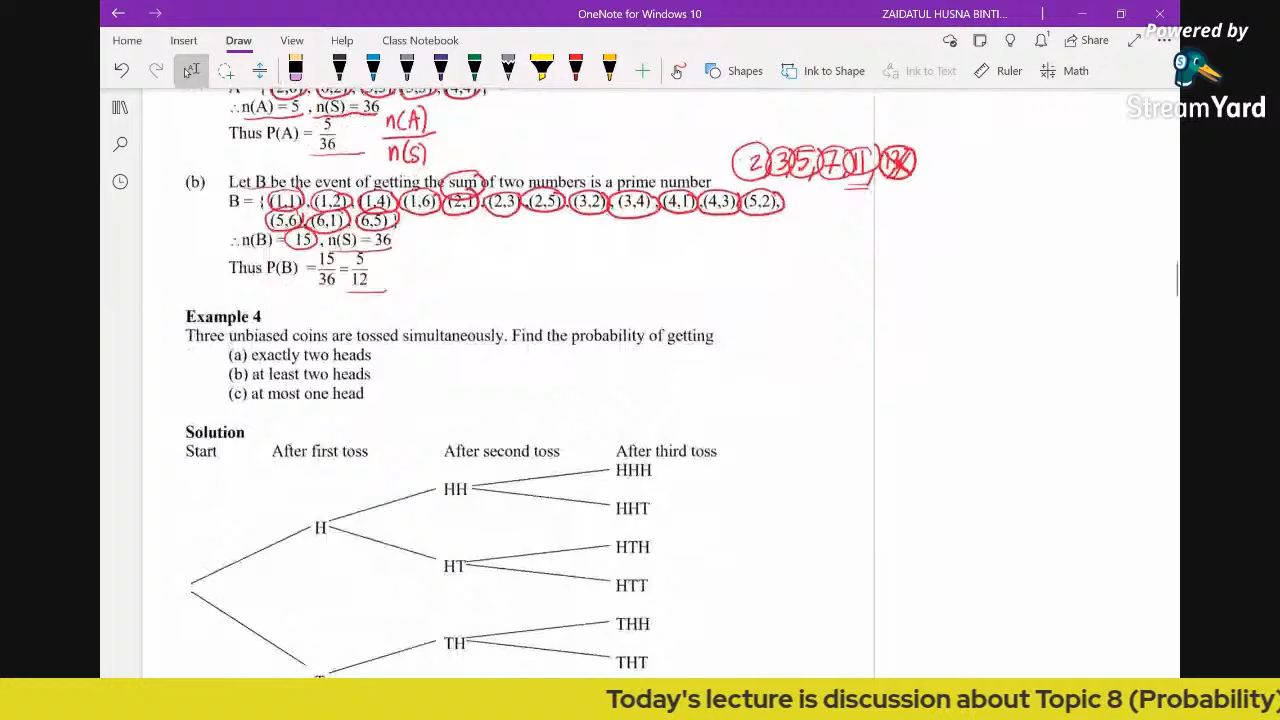 OneNote for Windows 10
ZAIDATUL HUSNA BINTI...
Powered by
StreamYard
Home Insert Draw View Help Class Notebook
Share
Shapes Ink to Shape Ink to Text Ruler Math
∴n(A) = 5 , n(S) = 36
Thus P(A) = 5/36
n(A)/n(S)
2 3, 5, 7, 11,
(b) Let B be the event of getting the sum of two numbers is a prime number
B = { (1,1) , (1,2), (1,4) , (1,6) , (2,1) , (2,3) , (2,5) , (3,2) , (3,4) , (4,1) ,(4,3) ,(5,2),
(5,6) ,(6,1) , (6,5) }
∴n(B) = 15 , n(S) = 36
Thus P(B) = 15/36 = 5/12
Example 4
Three unbiased coins are tossed simultaneously. Find the probability of getting
(a) exactly two heads
(b) at least two heads
(c) at most one head
Solution
Start After first toss After second toss After third toss
HHH
HH
HHT
H
HTH
HT
HTT
THH
TH
THT
Today's lecture is discussion about Topic 8 (Probability)